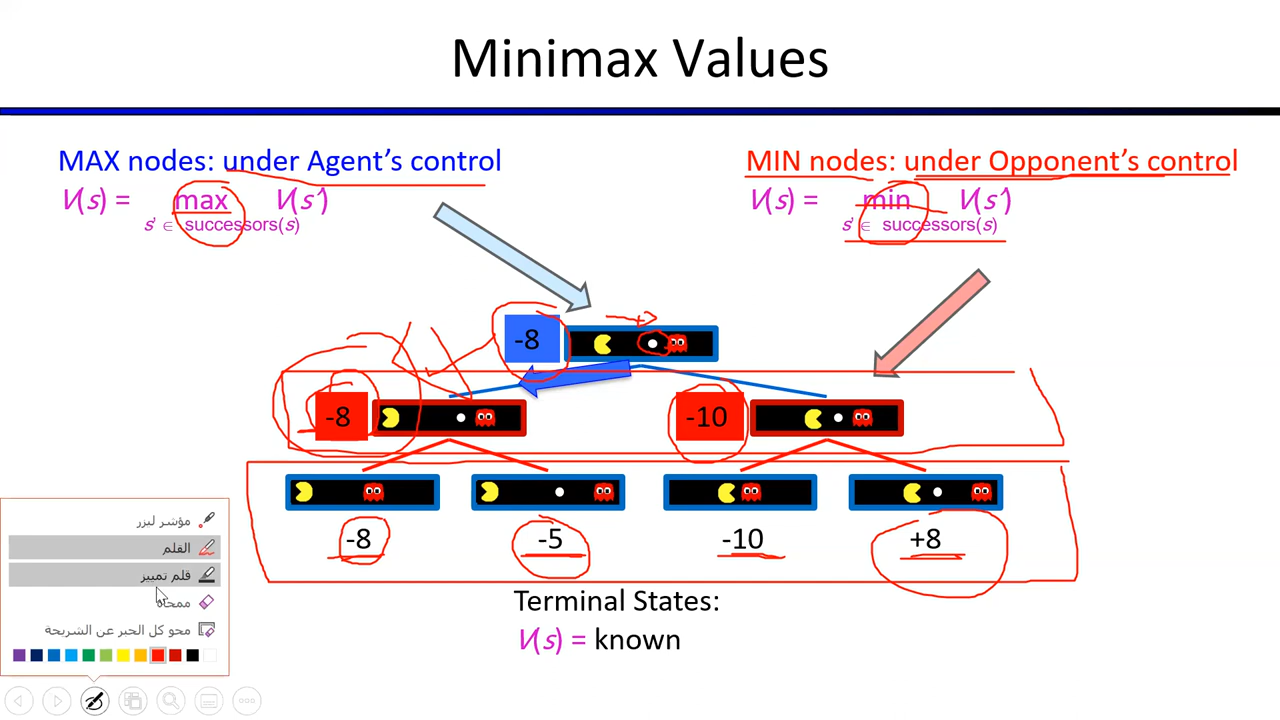 Minimax Values
MAX nodes: under Agent's control
V(s) = max V(s')
s' ∈ successors(s)
MIN nodes: under Opponent's control
V(s) = min V(s')
s' ∈ successors(s)
-8
-8
-10
-8
-5
-10
+8
Terminal States:
V(s) = known
مؤشر ليزر
القلم
قلم تمييز
ممحاة
محو كل الحبر عن الشريحة